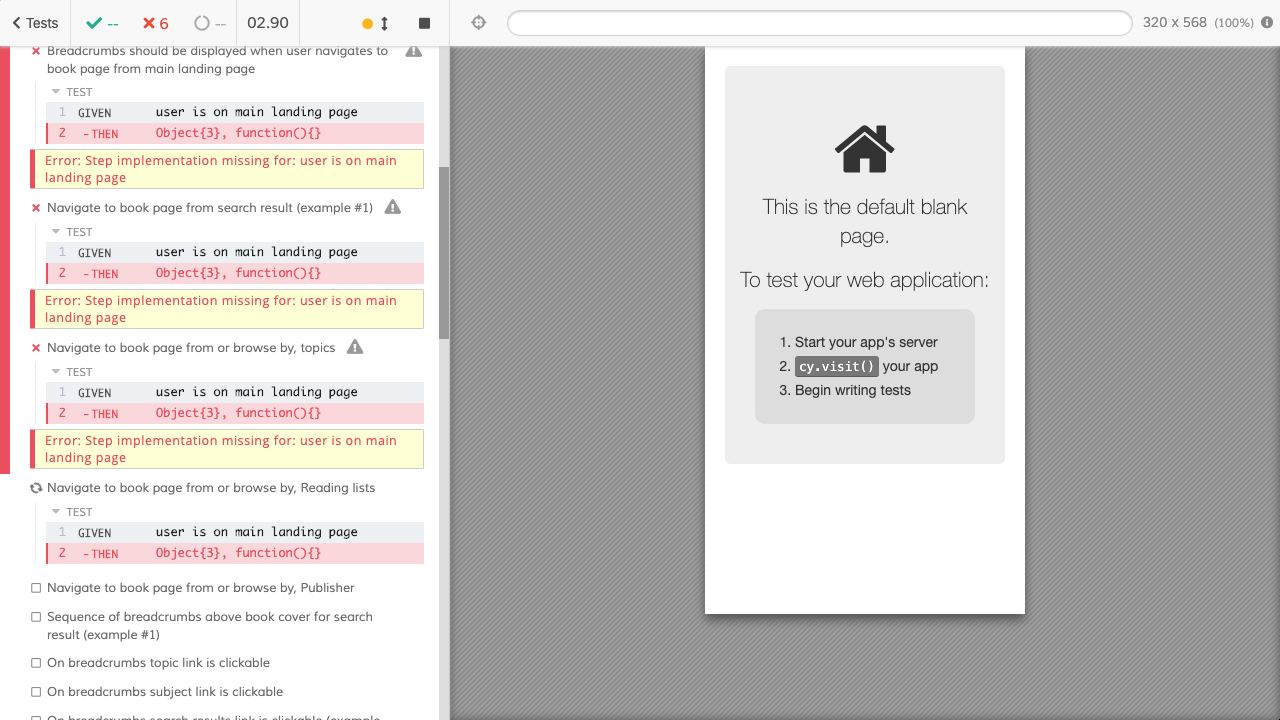 Tests
--
6
--
02.90
320 x 568 (100%)
Breadcrumbs should be displayed when user navigates to
book page from main landing page
TEST
1 GIVEN user is on main landing page
2 -THEN Object{3}, function(){}
Error: Step implementation missing for: user is on main
landing page
Navigate to book page from search result (example #1)
TEST
1 GIVEN user is on main landing page
2 -THEN Object{3}, function(){}
Error: Step implementation missing for: user is on main
landing page
Navigate to book page from or browse by, topics
TEST
1 GIVEN user is on main landing page
2 -THEN Object{3}, function(){}
Error: Step implementation missing for: user is on main
landing page
Navigate to book page from or browse by, Reading lists
TEST
1 GIVEN user is on main landing page
2 -THEN Object{3}, function(){}
Navigate to book page from or browse by, Publisher
Sequence of breadcrumbs above book cover for search
result (example #1)
On breadcrumbs topic link is clickable
On breadcrumbs subject link is clickable
On breadcrumbs search results link is clickable (example
This is the default blank
page.
To test your web application:
1. Start your app's server
2. cy.visit() your app
3. Begin writing tests